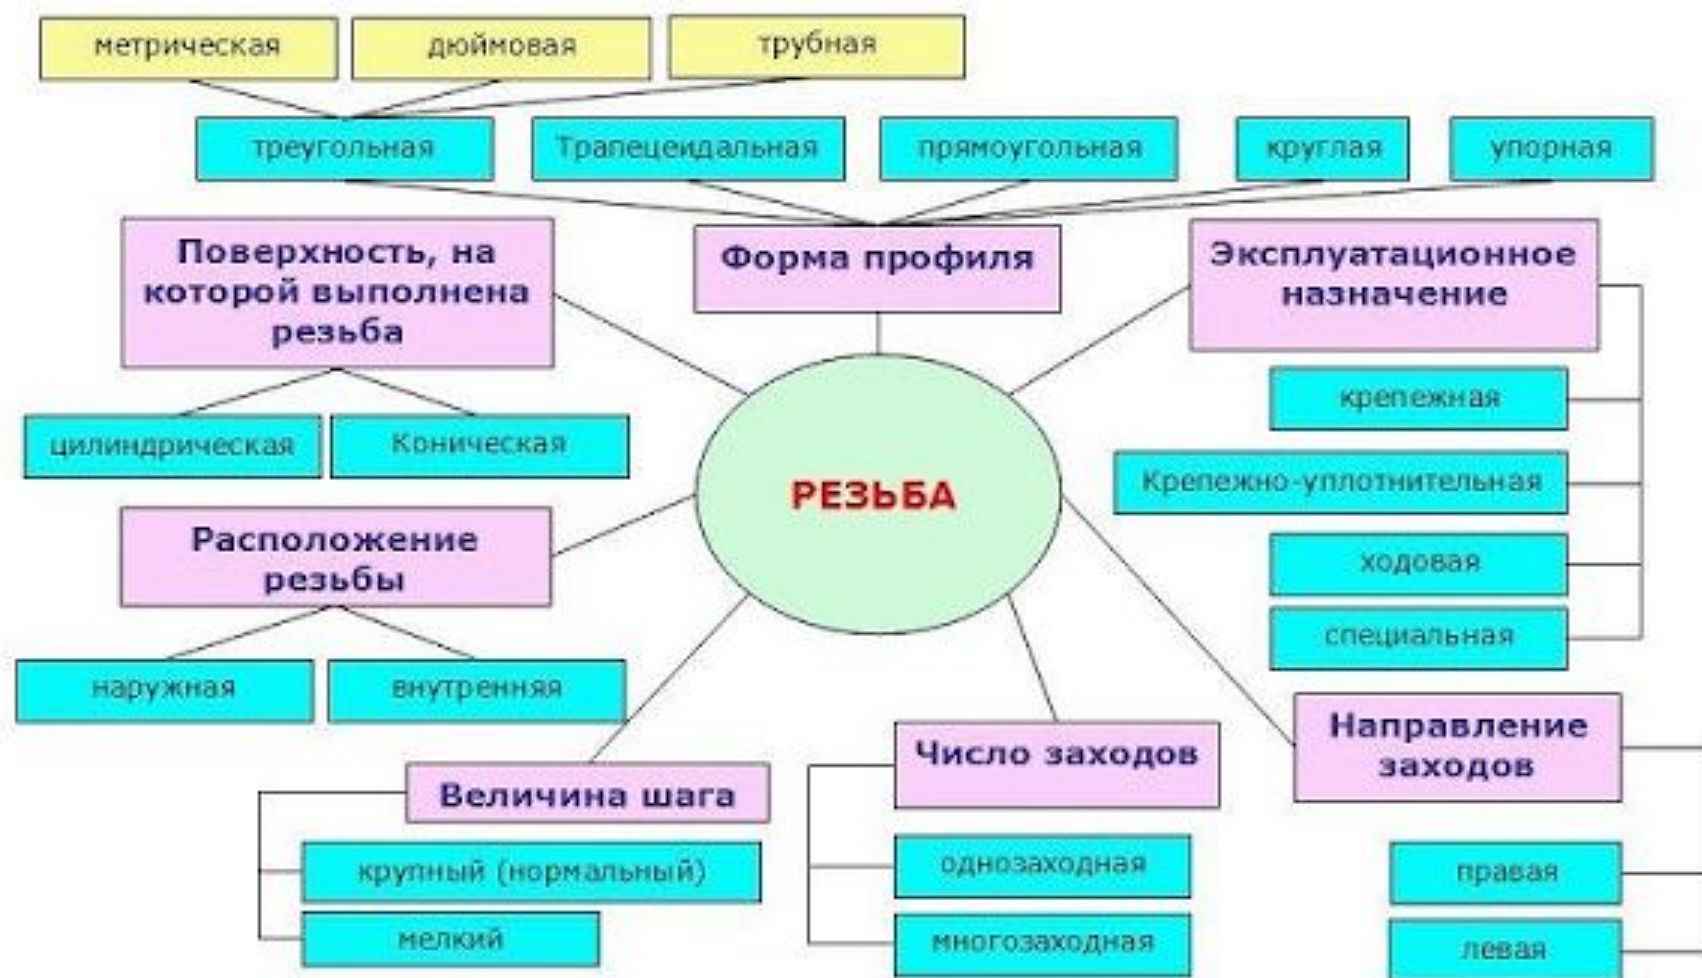 метрическая
дюймовая
трубная
треугольная
Трапецеидальная
прямоугольная
круглая
упорная
Поверхность, на
которой выполнена
резьба
Форма профиля
Эксплуатационное
назначение
крепежная
цилиндрическая
Коническая
Крепежно-уплотнительная
РЕЗЬБА
Расположение
резьбы
ходовая
специальная
наружная
внутренняя
Направление
заходов
Число заходов
Величина шага
крупный (нормальный)
однозаходная
правая
мелкий
многозаходная
левая